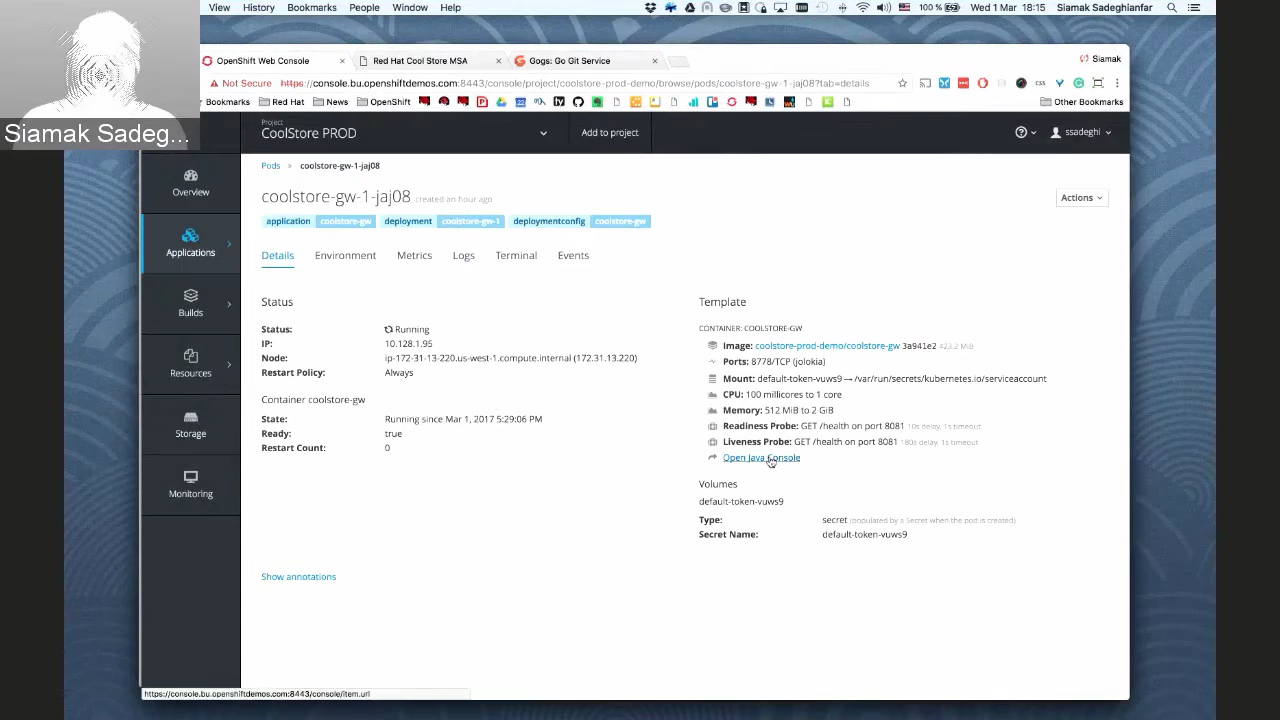 View History Bookmarks People Window Help 100% Wed 1 Mar 18:15 Siamak Sadeghianfar
Siamak Sadeg...
OpenShift Web Console × Red Hat Cool Store MSA × Gogs: Go Git Service × Siamak
Not Secure https://console.bu.openshiftdemos.com:8443/console/project/coolstore-prod-demo/browse/pods/coolstore-gw-1-jaj08?tab=details
Bookmarks Red Hat News OpenShift Other Bookmarks
Project
CoolStore PROD Add to project ssadeghi
Overview
Applications
Builds
Resources
Storage
Monitoring
Pods » coolstore-gw-1-jaj08
coolstore-gw-1-jaj08 created an hour ago Actions
application coolstore-gw deployment coolstore-gw-1 deploymentconfig coolstore-gw
Details Environment Metrics Logs Terminal Events
Status
Status: Running
IP: 10.128.1.95
Node: ip-172-31-13-220.us-west-1.compute.internal (172.31.13.220)
Restart Policy: Always
Container coolstore-gw
State: Running since Mar 1, 2017 5:29:06 PM
Ready: true
Restart Count: 0
Show annotations
Template
CONTAINER: COOLSTORE-GW
Image: coolstore-prod-demo/coolstore-gw 3a941e2 423.2 MiB
Ports: 8778/TCP (jolokia)
Mount: default-token-vuws9 → /var/run/secrets/kubernetes.io/serviceaccount
CPU: 100 millicores to 1 core
Memory: 512 MiB to 2 GiB
Readiness Probe: GET /health on port 8081 10s delay, 1s timeout
Liveness Probe: GET /health on port 8081 180s delay, 1s timeout
Open Java Console
Volumes
default-token-vuws9
Type: secret (populated by a Secret when the pod is created)
Secret Name: default-token-vuws9
https://console.bu.openshiftdemos.com:8443/console/item.url